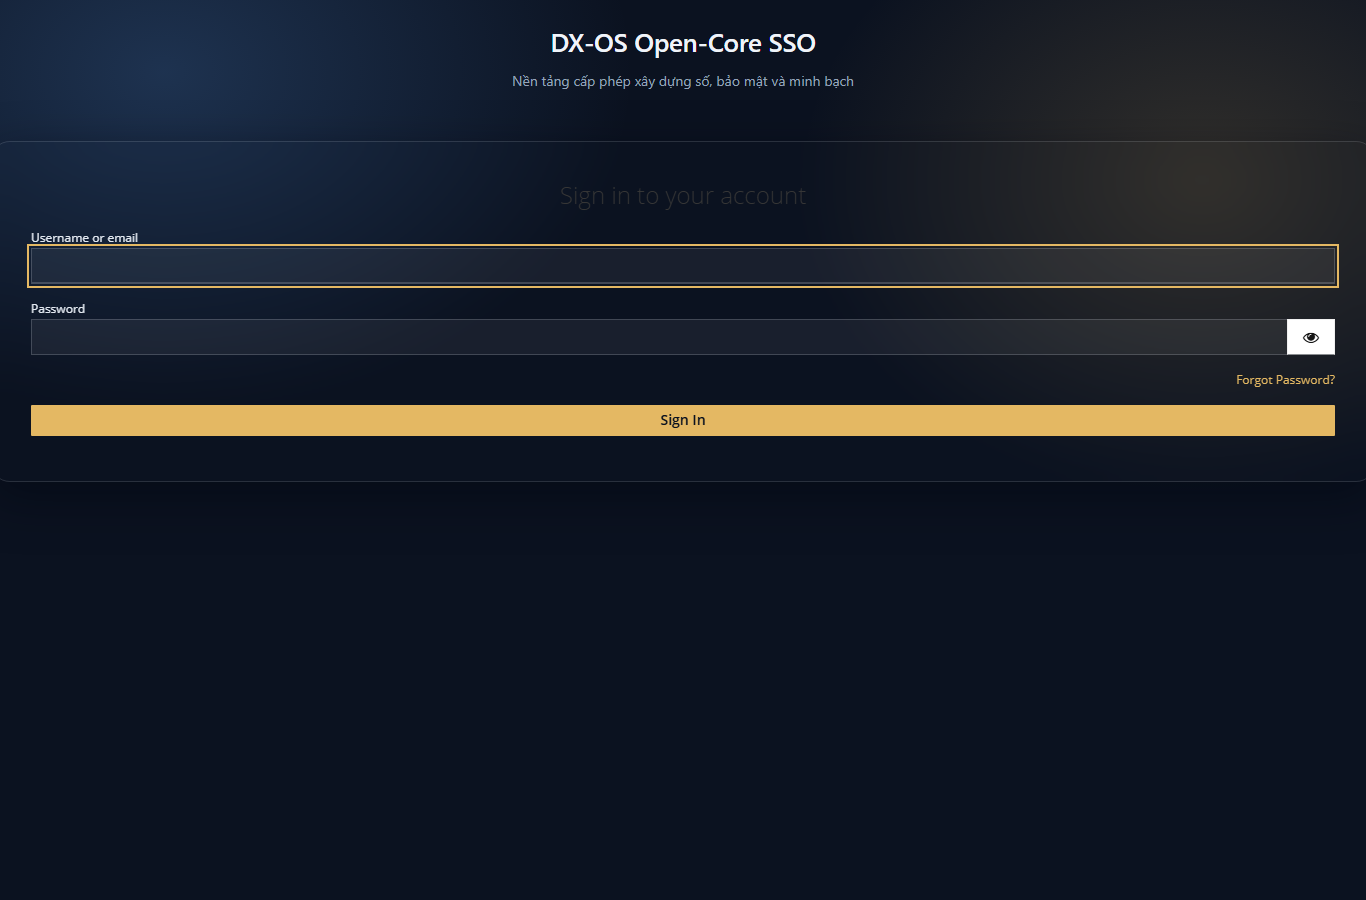 DX-OS Open-Core SSO
Nền tảng cấp phép xây dựng số, bảo mật và minh bạch
Sign in to your account
Username or email
Password
Forgot Password?
Sign In